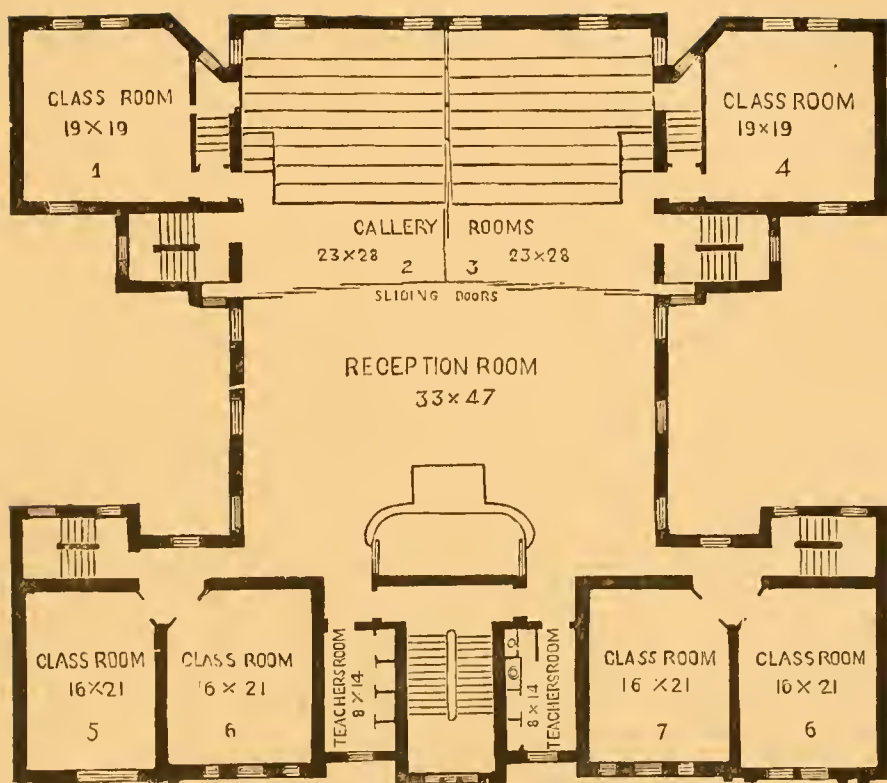 CLASS ROOM
19×19
1
CLASS ROOM
19×19
4
CALLERY ROOMS
23×28 2 3 23×28
SLIDING DOORS
RECEPTION ROOM
33×47
CLASS ROOM
16×21
5
CLASS ROOM
16×21
6
TEACHERS ROOM
8×14
TEACHERS ROOM
8×14
CLASS ROOM
16×21
7
CLASS ROOM
16×21
6